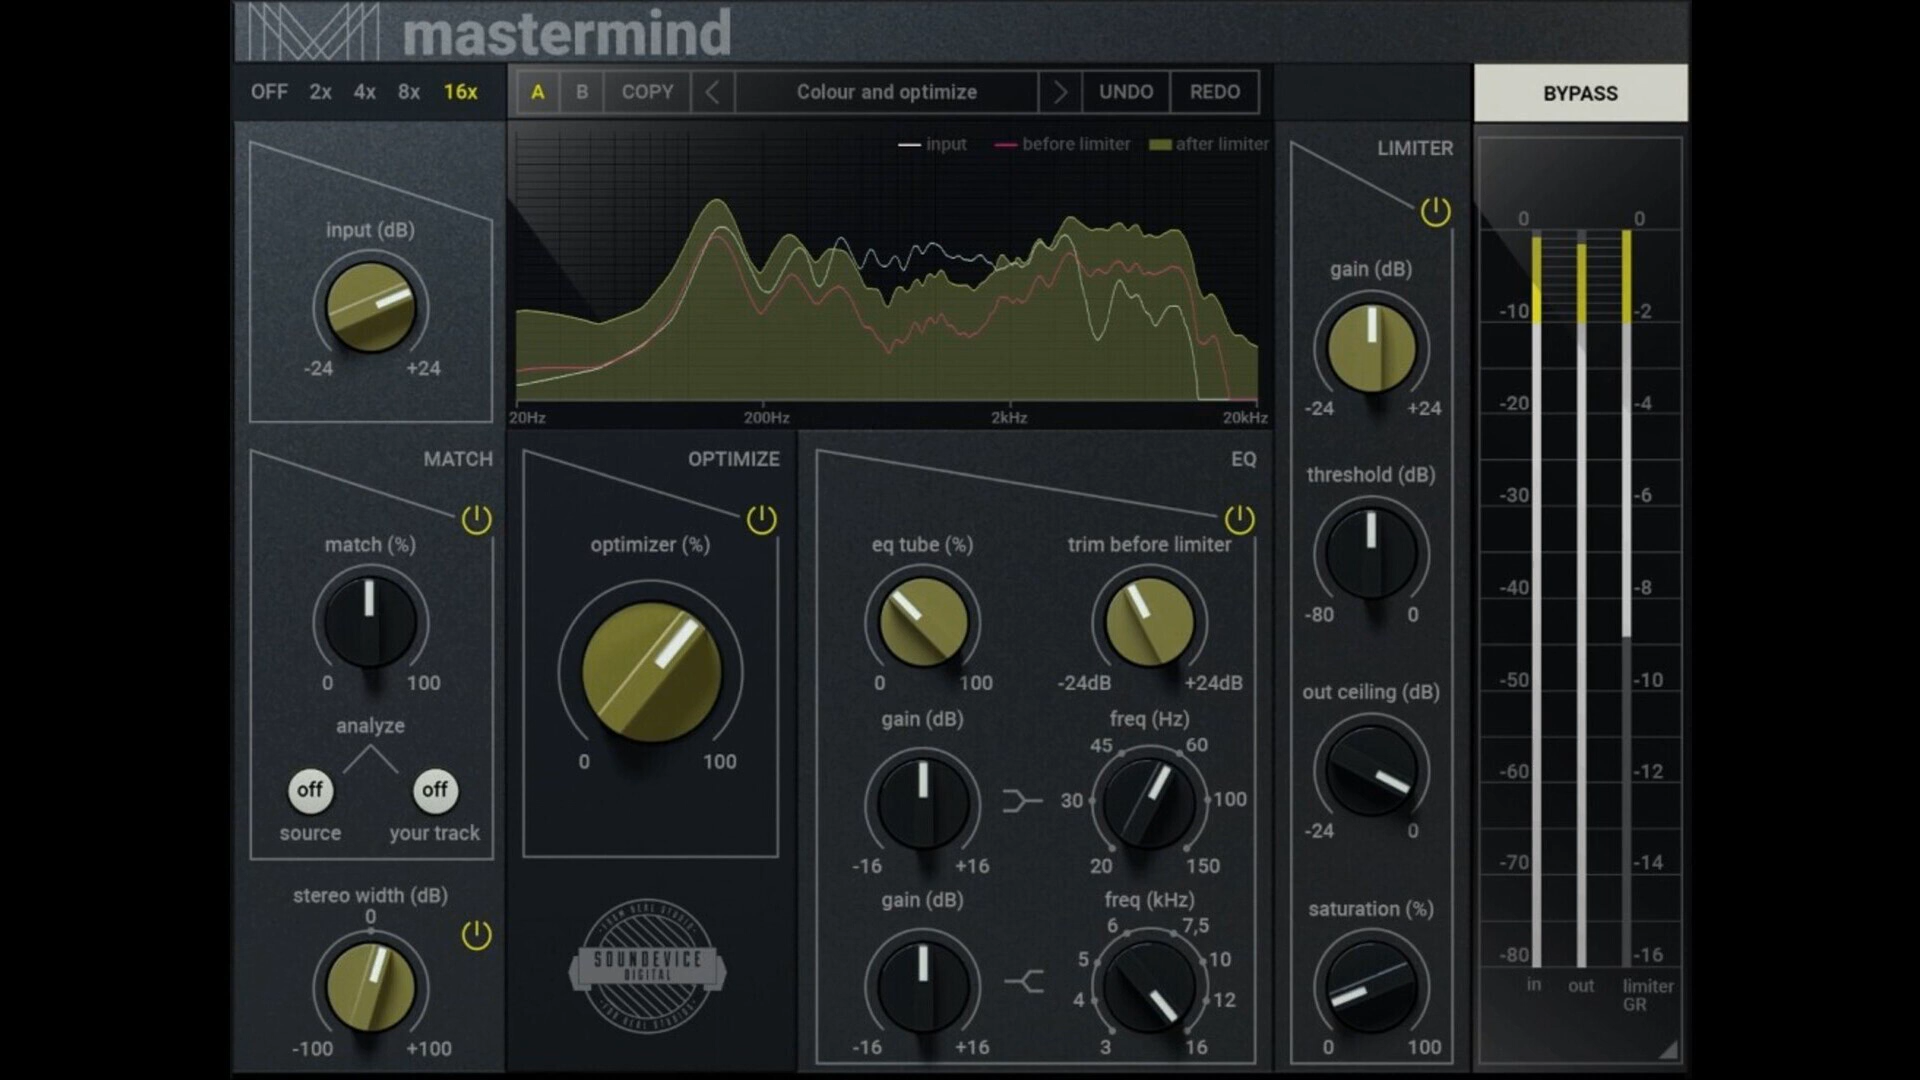 mastermind
OFF 2x 4x 8x 16x
A B COPY Colour and optimize UNDO REDO
BYPASS
input before limiter after limiter
20Hz 200Hz 2kHz 20kHz
input (dB)
-24 +24
MATCH
match (%)
0 100
analyze
off off
source your track
stereo width (dB)
0
-100 +100
OPTIMIZE
optimizer (%)
0 100
FROM REAL STUDIOS
SOUNDEVICE
DIGITAL
FOR REAL STUDIOS
EQ
eq tube (%) trim before limiter
0 100 -24dB +24dB
gain (dB) freq (Hz)
45 60
30 100
-16 +16 20 150
gain (dB) freq (kHz)
6 7,5
5 10
4 12
-16 +16 3 16
LIMITER
gain (dB)
-24 +24
threshold (dB)
-80 0
out ceiling (dB)
-24 0
saturation (%)
0 100
0 0
-10 -2
-20 -4
-30 -6
-40 -8
-50 -10
-60 -12
-70 -14
-80 -16
in out limiter
GR